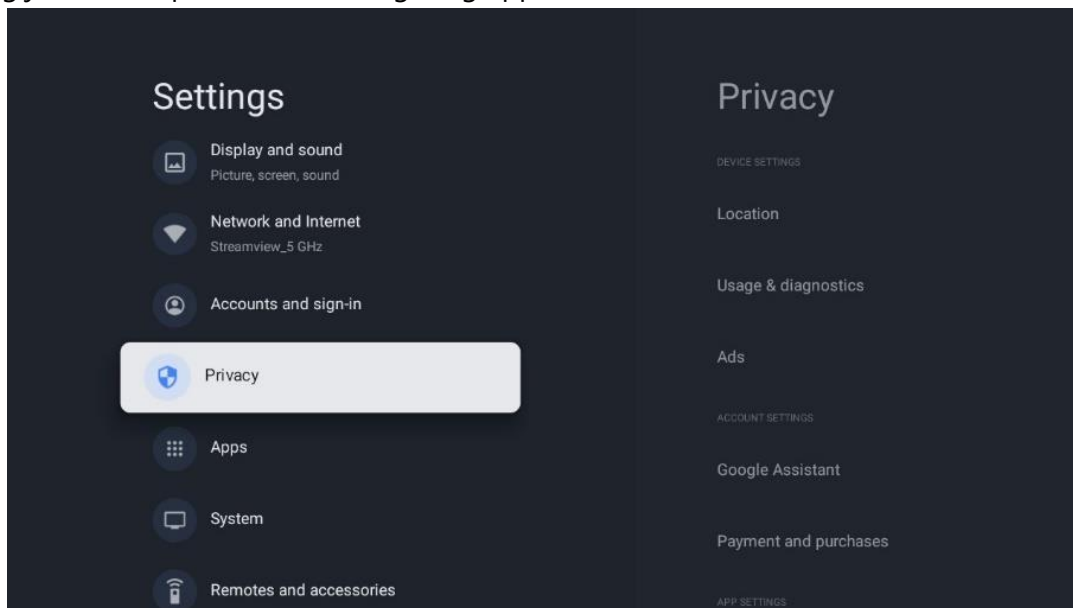 Settings
Display and sound
Picture, screen, sound
Network and Internet
Streamview_5 GHz
Accounts and sign-in
Privacy
Apps
System
Remotes and accessories
Privacy
DEVICE SETTINGS
Location
Usage & diagnostics
Ads
ACCOUNT SETTINGS
Google Assistant
Payment and purchases
APP SETTINGS